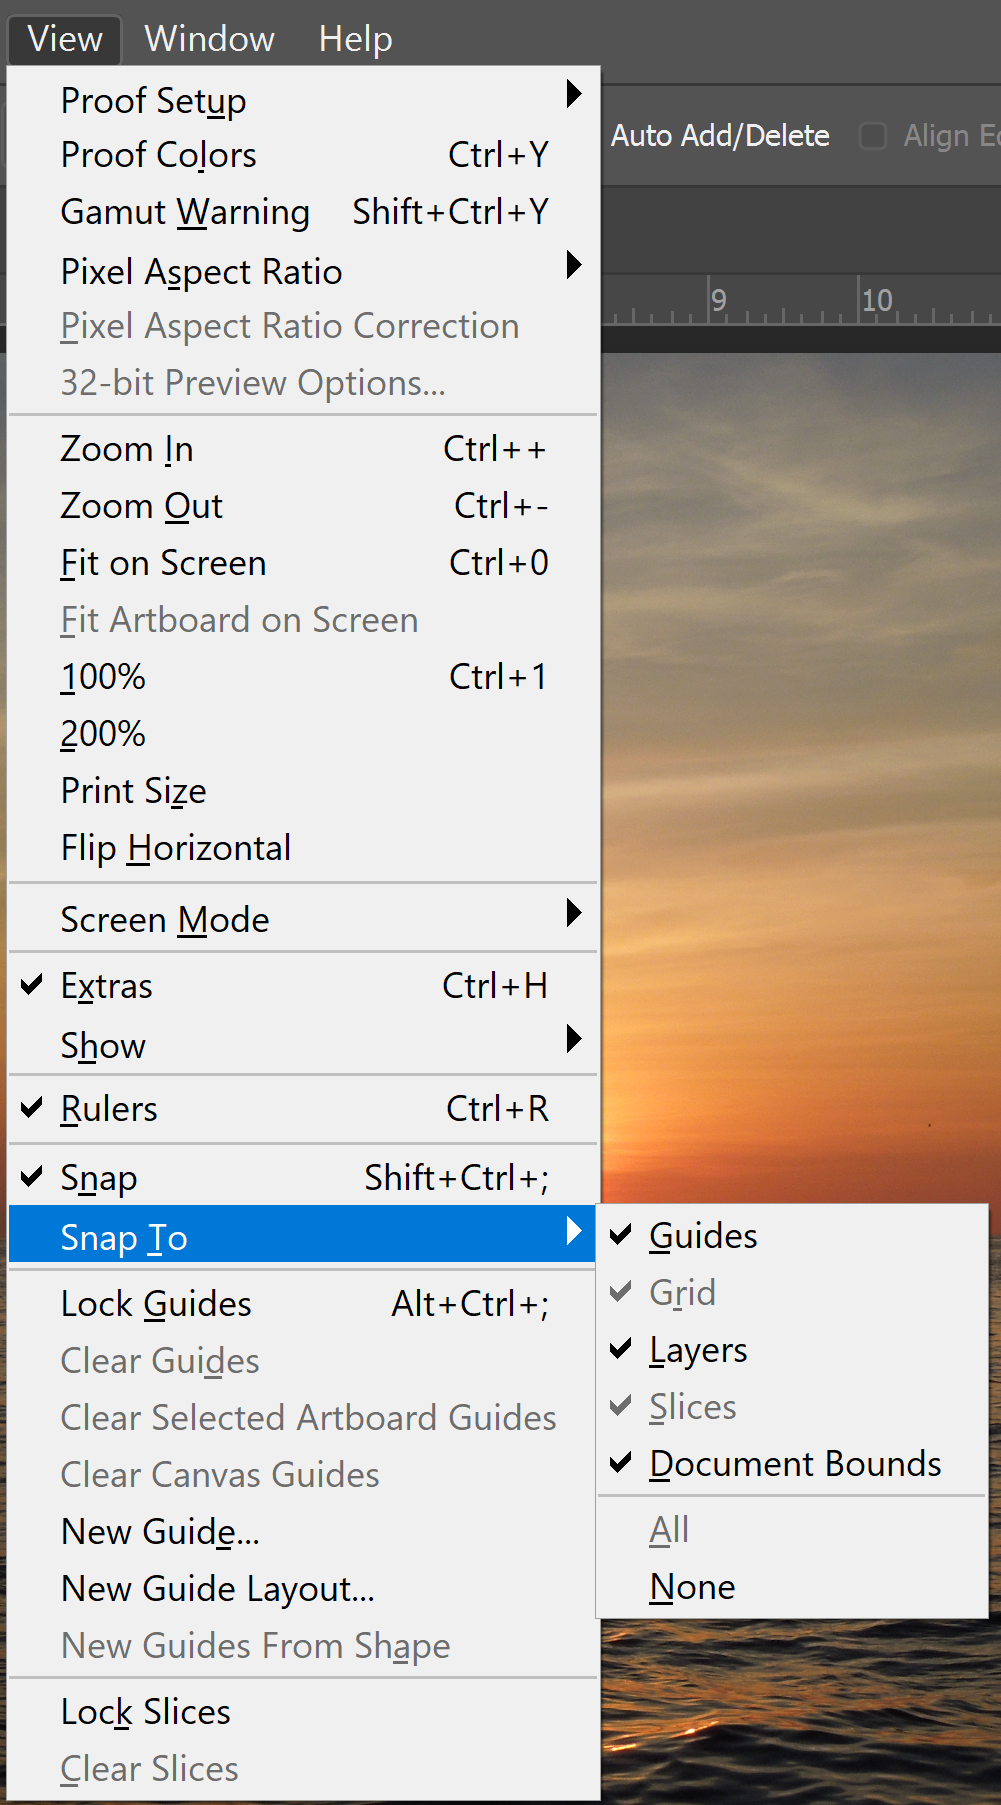 View Window Help
Proof Setup
Auto Add/Delete Align
Proof Colors Ctrl+Y
Gamut Warning Shift+Ctrl+Y
Pixel Aspect Ratio
9 10
Pixel Aspect Ratio Correction
32-bit Preview Options...
Zoom In Ctrl++
Zoom Out Ctrl+-
Fit on Screen Ctrl+0
Fit Artboard on Screen
100% Ctrl+1
200%
Print Size
Flip Horizontal
Screen Mode
Extras Ctrl+H
Show
Rulers Ctrl+R
Snap Shift+Ctrl+;
Snap To
Guides
Grid
Layers
Slices
Document Bounds
All
None
Lock Guides Alt+Ctrl+;
Clear Guides
Clear Selected Artboard Guides
Clear Canvas Guides
New Guide...
New Guide Layout...
New Guides From Shape
Lock Slices
Clear Slices